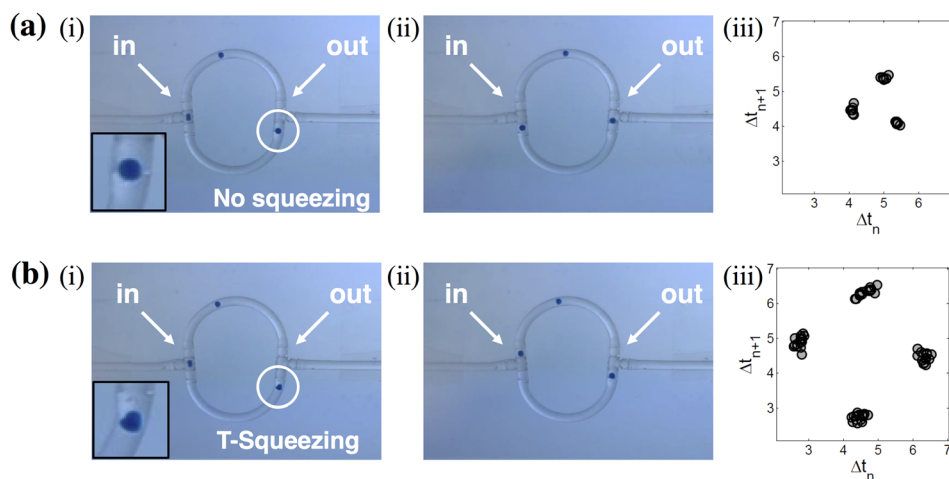 (a) (i) (ii) (iii)
in out in out
No squeezing
7
6
5
4
3
Δt_{n+1}
3 4 5 6
Δt_n
(b) (i) (ii) (iii)
in out in out
T-Squeezing
7
6
5
4
3
Δt_{n+1}
3 4 5 6 7
Δt_n